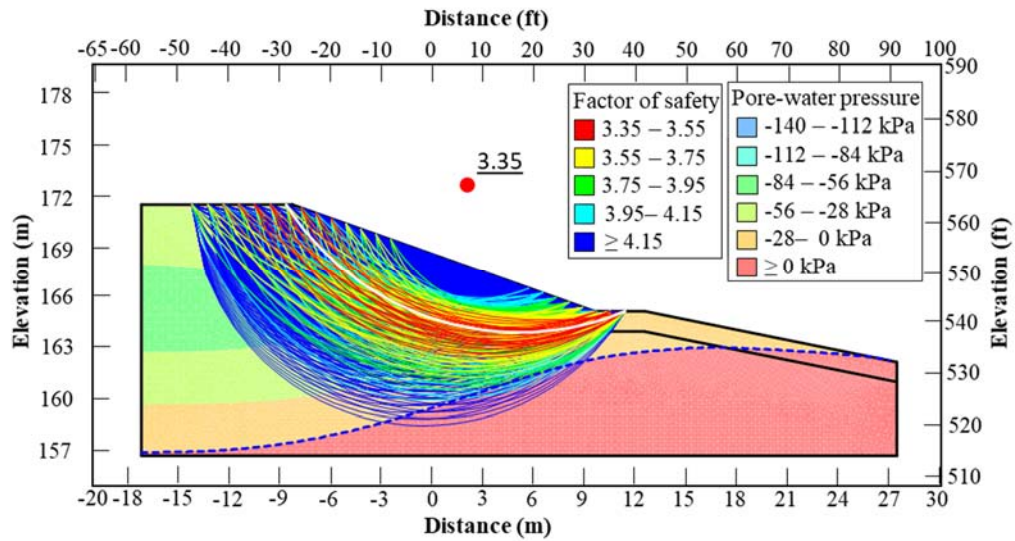 Distance (ft)
-65 -60 -50 -40 -30 -20 -10 0 10 20 30 40 50 60 70 80 90 100
Factor of safety
3.35 – 3.55
3.55 – 3.75
3.75 – 3.95
3.95– 4.15
≥ 4.15
Pore-water pressure
-140 – -112 kPa
-112 – -84 kPa
-84 – -56 kPa
-56 – -28 kPa
-28– 0 kPa
≥ 0 kPa
3.35
Elevation (m)
178
175
172
169
166
163
160
157
Elevation (ft)
590
580
570
560
550
540
530
520
510
-20 -18 -15 -12 -9 -6 -3 0 3 6 9 12 15 18 21 24 27 30
Distance (m)